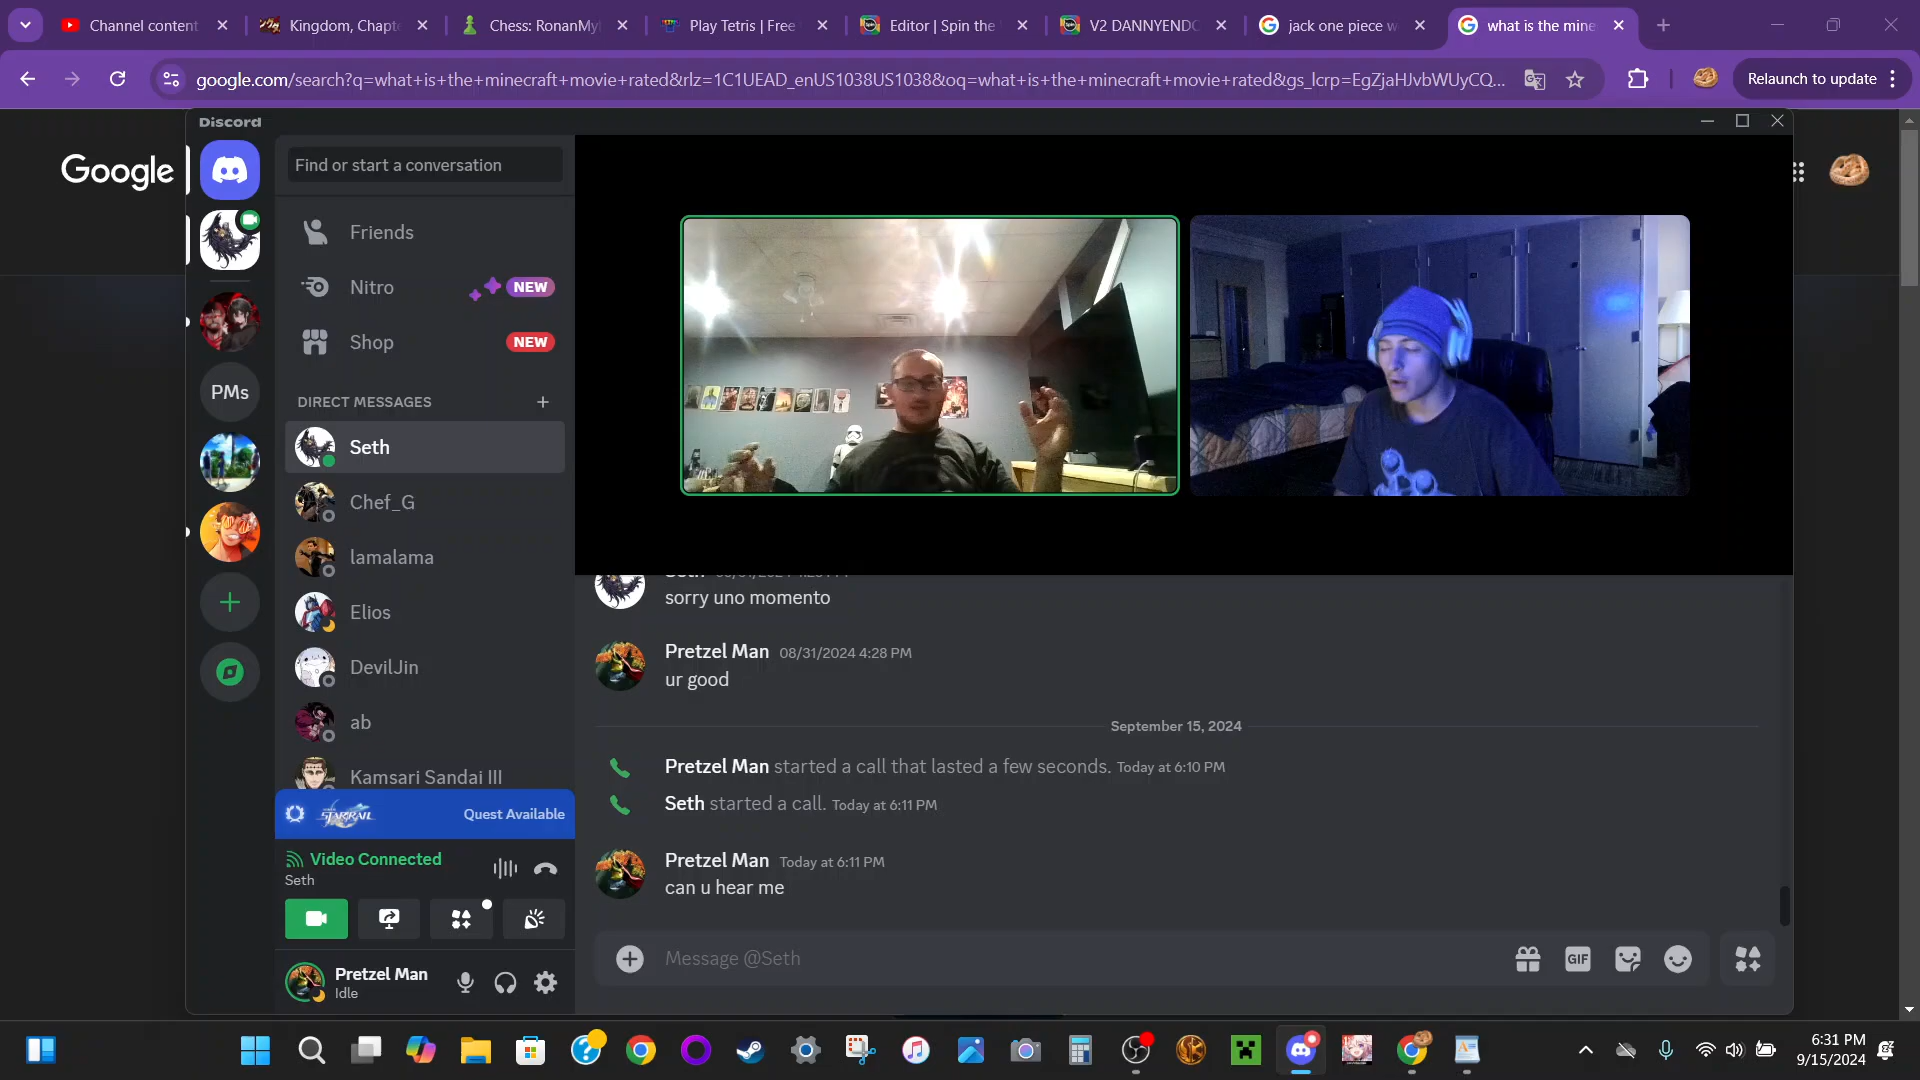 Channel content
Kingdom, Chapt
Chess: RonanMy
Play Tetris | Free
Editor | Spin the
V2 DANNYENDC
jack one piece w
what is the mine
google.com/search?q=what+is+the+minecraft+movie+rated&rlz=1C1UEAD_enUS1038US1038&oq=what+is+the+minecraft+movie+rated&gs_lcrp=EgZjaHJvbWUyCQ...
Relaunch to update
Google
Discord
Find or start a conversation
Friends
Nitro
NEW
Shop
NEW
DIRECT MESSAGES
PMs
Seth
Chef_G
lamalama
Elios
DevilJin
ab
Kamsari Sandai III
STARRAIL
Quest Available
Video Connected
Seth
Pretzel Man
Idle
sorry uno momento
Pretzel Man 08/31/2024 4:28 PM
ur good
September 15, 2024
Pretzel Man started a call that lasted a few seconds. Today at 6:10 PM
Seth started a call. Today at 6:11 PM
Pretzel Man Today at 6:11 PM
can u hear me
Message @Seth
GIF
6:31 PM
9/15/2024